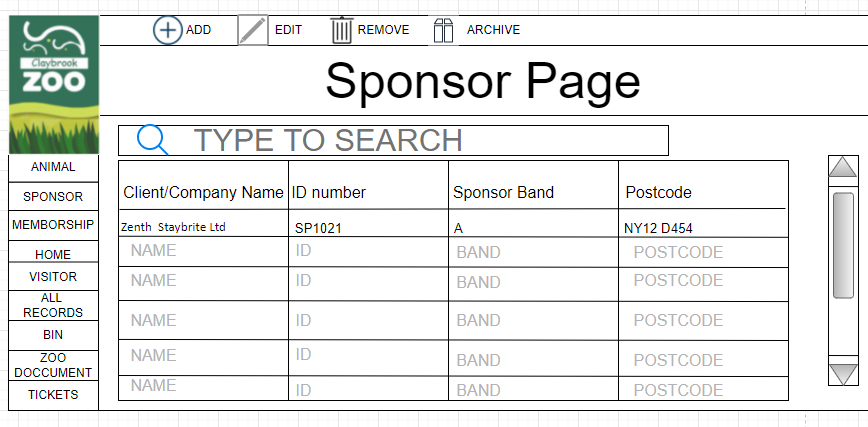 ADD EDIT REMOVE ARCHIVE
Claybrook
ZOO
Sponsor Page
TYPE TO SEARCH
ANIMAL
SPONSOR
MEMBORSHIP
HOME
VISITOR
ALL
RECORDS
BIN
ZOO
DOCCUMENT
TICKETS
Client/Company Name ID number Sponsor Band Postcode
Zenth Staybrite Ltd SP1021 A NY12 D454
NAME ID BAND POSTCODE
NAME ID BAND POSTCODE
NAME ID BAND POSTCODE
NAME ID BAND POSTCODE
NAME ID BAND POSTCODE